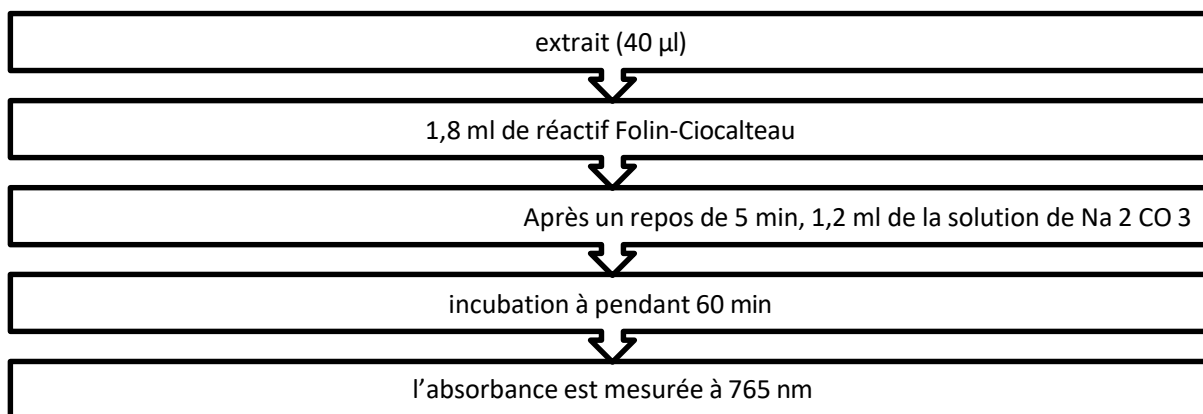 extrait (40 µl)
1,8 ml de réactif Folin-Ciocalteau
Après un repos de 5 min, 1,2 ml de la solution de Na 2 CO 3
incubation à pendant 60 min
l’absorbance est mesurée à 765 nm